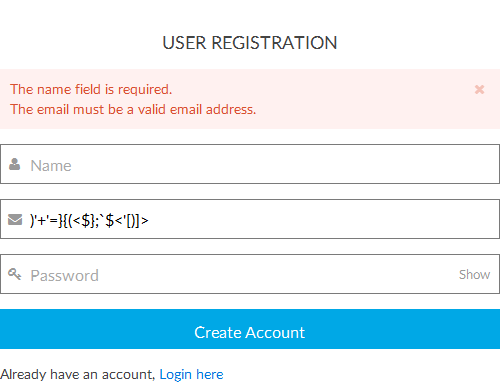 USER REGISTRATION
The name field is required.
The email must be a valid email address.
Name
)'+'=}{(<$};`$<'[)]>
Password
Show
Create Account
Already have an account, Login here